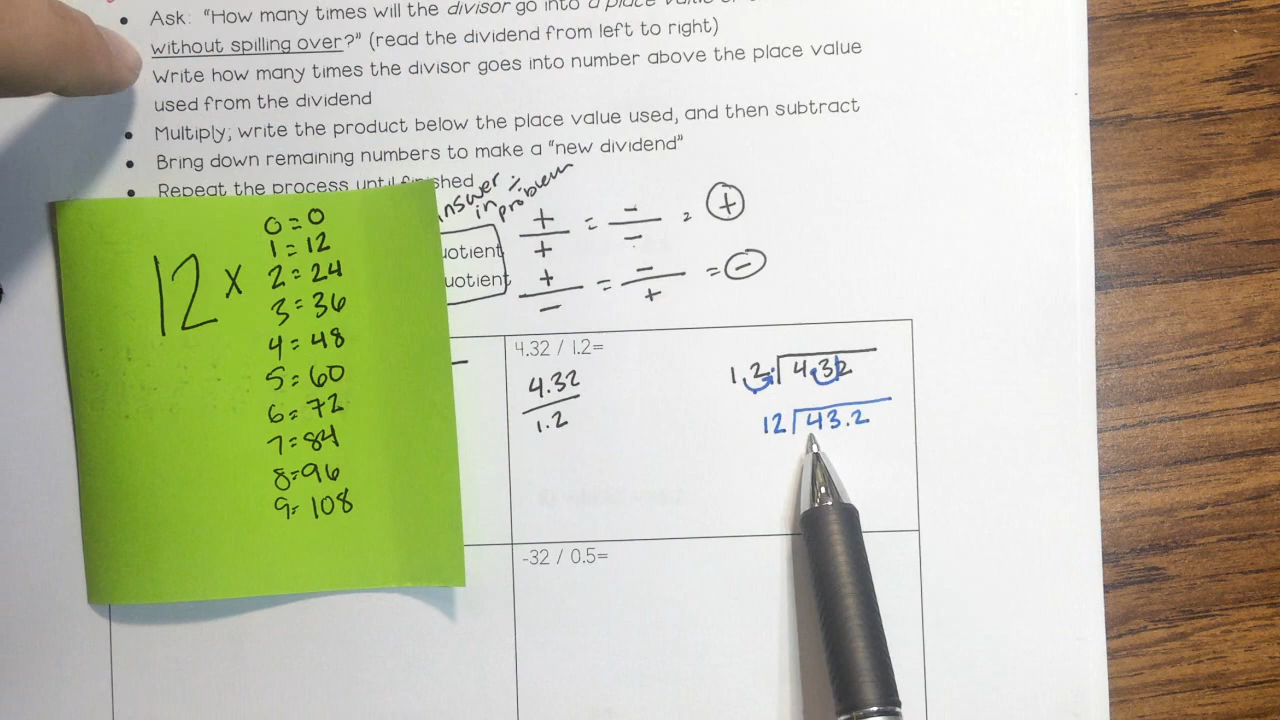 • Ask: "How many times will the divisor go into a place value
without spilling over?" (read the dividend from left to right)
Write how many times the divisor goes into number above the place value
used from the dividend
• Multiply; write the product below the place value used, and then subtract
• Bring down remaining numbers to make a "new dividend"
• Repeat the process until finished
answer in ÷ problem
+/+ = -/- = +
uotient
uotient
+/- = -/+ = -
12 x
0=0
1=12
2=24
3=36
4=48
5=60
6=72
7=84
8=96
9=108
4.32 / 1.2=
4.32
1.2
1.2. 4.32
12 43.2
-32 / 0.5=